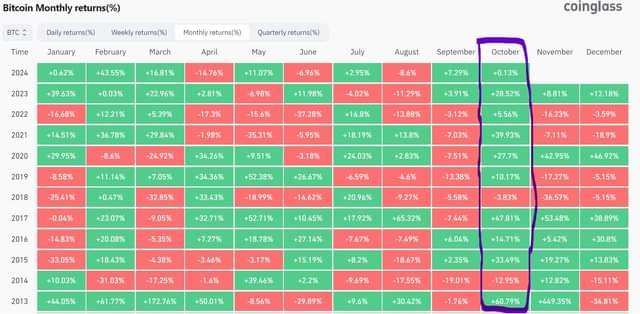 Bitcoin Monthly returns(%)
coinglass
BTC Daily returns(%) Weekly returns(%) Monthly returns(%) Quarterly returns(%)
Time January February March April May June July August September October November December
2024 +0.62% +43.55% +16.81% -14.76% +11.07% -6.96% +2.95% -8.6% +7.29% +0.13%
2023 +39.63% +0.03% +22.96% +2.81% -6.98% +11.98% -4.02% -11.29% +3.91% +28.52% +8.81% +12.18%
2022 -16.68% +12.21% +5.39% -17.3% -15.6% -37.28% +16.8% -13.88% -3.12% +5.56% -16.23% -3.59%
2021 +14.51% +36.78% +29.84% -1.98% -35.31% -5.95% +18.19% +13.8% -7.03% +39.93% -7.11% -18.9%
2020 +29.95% -8.6% -24.92% +34.26% +9.51% -3.18% +24.03% +2.83% -7.51% +27.7% +42.95% +46.92%
2019 -8.58% +11.14% +7.05% +34.36% +52.38% +26.67% -6.59% -4.6% -13.38% +10.17% -17.27% -5.15%
2018 -25.41% +0.47% -32.85% +33.43% -18.99% -14.62% +20.96% -9.27% -5.58% -3.83% -36.57% -5.15%
2017 -0.04% +23.07% -9.05% +32.71% +52.71% +10.45% +17.92% +65.32% -7.44% +47.81% +53.48% +38.89%
2016 -14.83% +20.08% -5.35% +7.27% +18.78% +27.14% -7.67% -7.49% +6.04% +14.71% +5.42% +30.8%
2015 -33.05% +18.43% -4.38% -3.46% -3.17% +15.19% +8.2% -18.67% +2.35% +33.49% +19.27% +13.83%
2014 +10.03% -31.03% -17.25% -1.6% +39.46% +2.2% -9.69% -17.55% -19.01% -12.95% +12.82% -15.11%
2013 +44.05% +61.77% +172.76% +50.01% -8.56% -29.89% +9.6% +30.42% -1.76% +60.79% +449.35% -34.81%